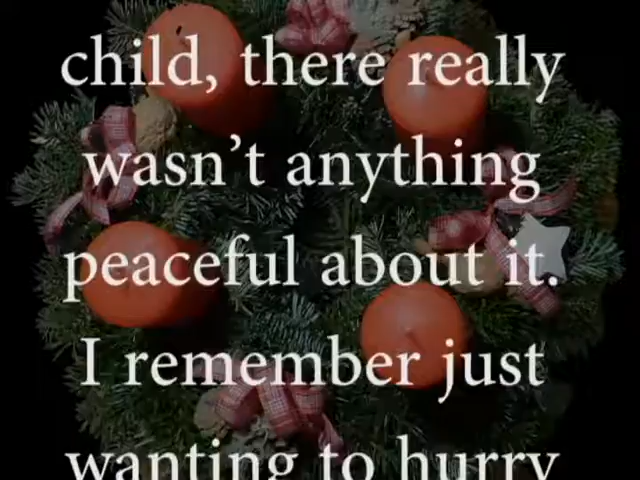 child, there really
wasn’t anything
peaceful about it.
I remember just
wanting to hurry